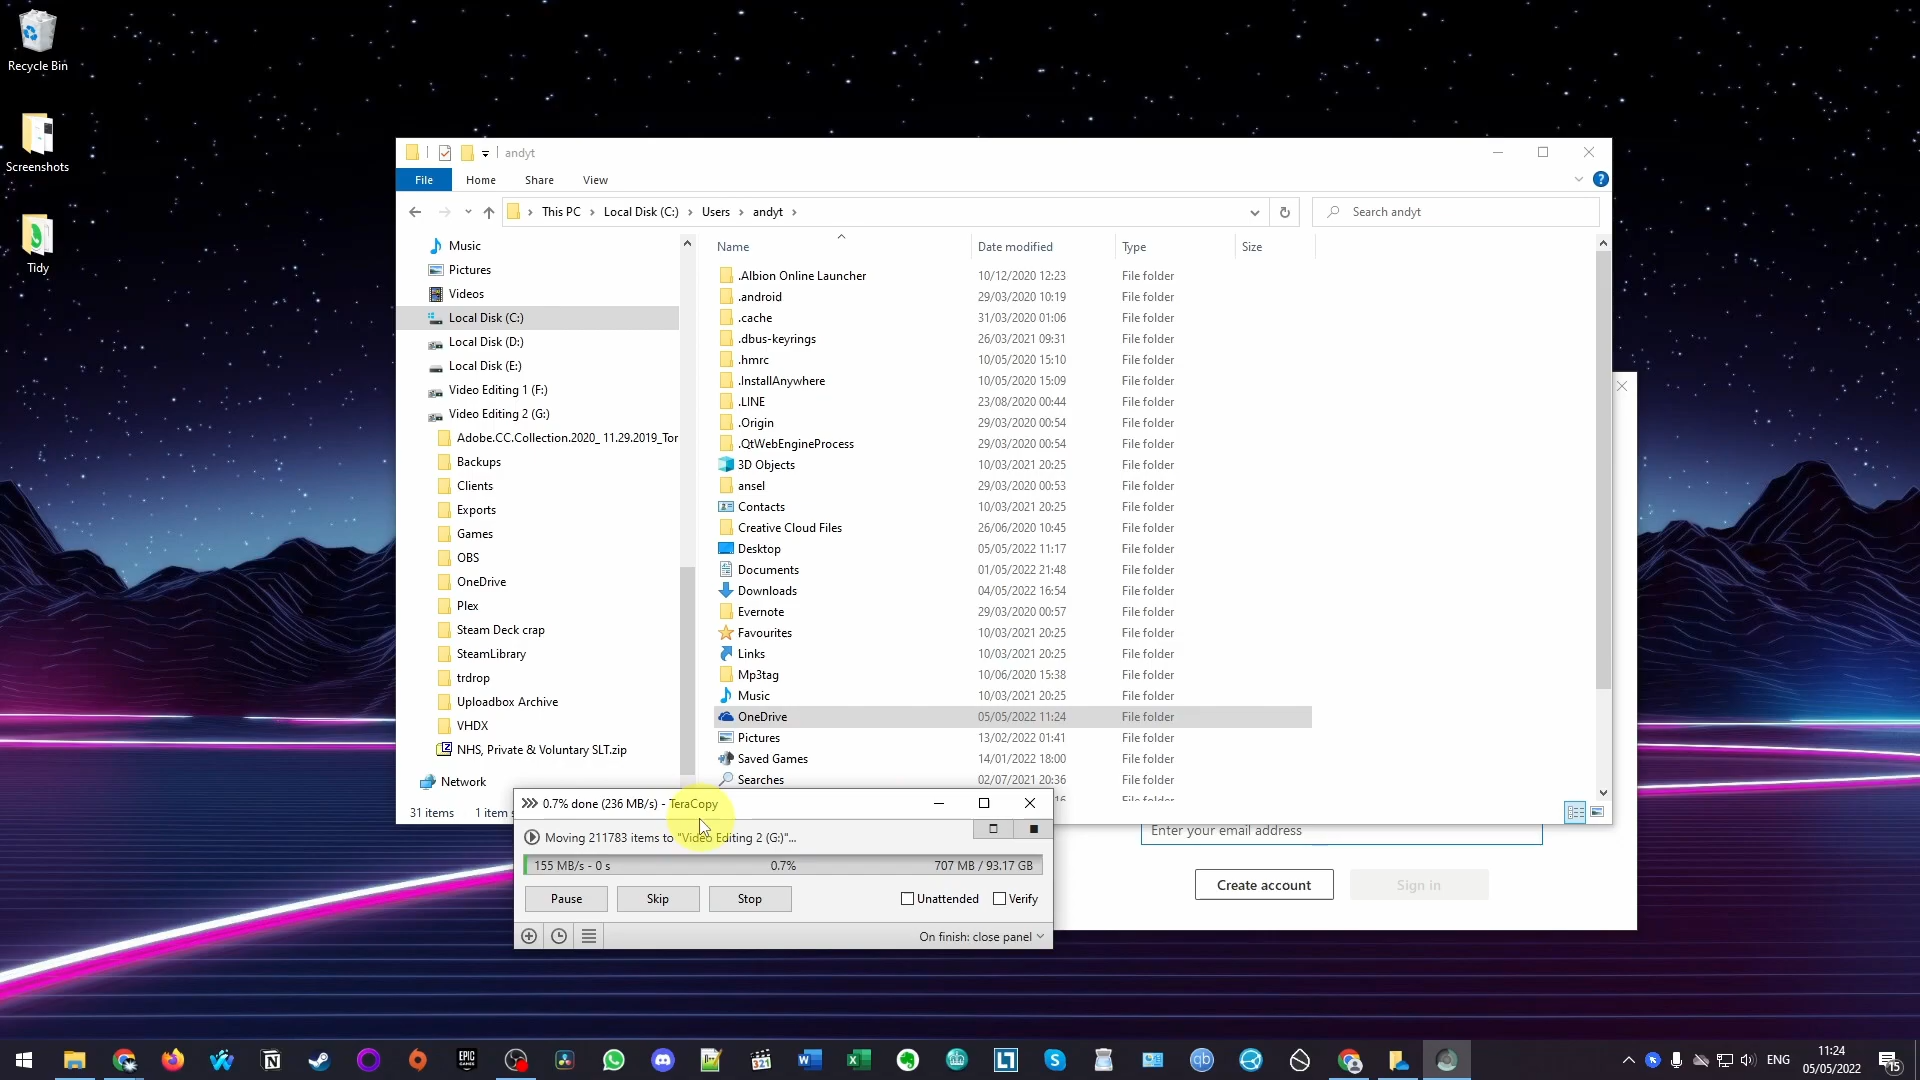 Recycle Bin
Screenshots
Tidy
andyt
File
Home
Share
View
This PC
Local Disk (C:)
Users
andyt
Search andyt
Music
Pictures
Videos
Local Disk (C:)
Local Disk (D:)
Local Disk (E:)
Video Editing 1 (F:)
Video Editing 2 (G:)
Adobe.CC.Collection.2020_ 11.29.2019_Tor
Backups
Clients
Exports
Games
OBS
OneDrive
Plex
Steam Deck crap
SteamLibrary
trdrop
Uploadbox Archive
VHDX
NHS, Private & Voluntary SLT.zip
Network
Name Date modified Type Size
.Albion Online Launcher 10/12/2020 12:23 File folder
.android 29/03/2020 10:19 File folder
.cache 31/03/2020 01:06 File folder
.dbus-keyrings 26/03/2021 09:31 File folder
.hmrc 10/05/2020 15:10 File folder
.InstallAnywhere 10/05/2020 15:09 File folder
.LINE 23/08/2020 00:44 File folder
.Origin 29/03/2020 00:54 File folder
.QtWebEngineProcess 29/03/2020 00:54 File folder
3D Objects 10/03/2021 20:25 File folder
ansel 29/03/2020 00:53 File folder
Contacts 10/03/2021 20:25 File folder
Creative Cloud Files 26/06/2020 10:45 File folder
Desktop 05/05/2022 11:17 File folder
Documents 01/05/2022 21:48 File folder
Downloads 04/05/2022 16:54 File folder
Evernote 29/03/2020 00:57 File folder
Favourites 10/03/2021 20:25 File folder
Links 10/03/2021 20:25 File folder
Mp3tag 10/06/2020 15:38 File folder
Music 10/03/2021 20:25 File folder
OneDrive 05/05/2022 11:24 File folder
Pictures 13/02/2022 01:41 File folder
Saved Games 14/01/2022 18:00 File folder
Searches 02/07/2021 20:36 File folder
31 items 1 item
0.7% done (236 MB/s) - TeraCopy
Moving 211783 items to "Video Editing 2 (G:)"...
155 MB/s - 0 s 0.7% 707 MB / 93.17 GB
Pause
Skip
Stop
Unattended
Verify
On finish: close panel
Enter your email address
Create account
Sign in
ENG
11:24
05/05/2022
15